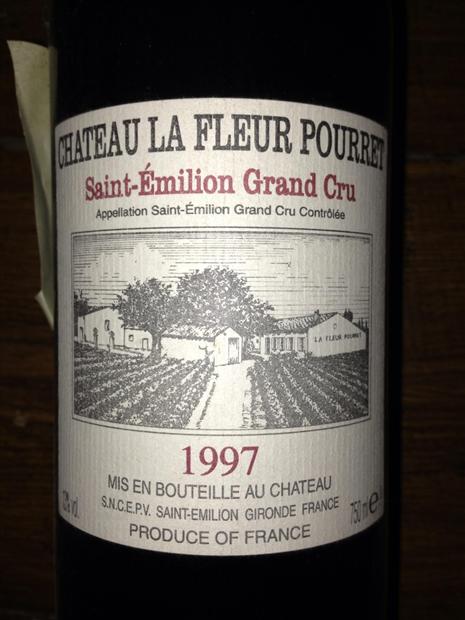 CHATEAU LA FLEUR POURRET
Saint-Émilion Grand Cru
Appellation Saint-Émilion Grand Cru Contrôlée
LA FLEUR POURRET
1997
MIS EN BOUTEILLE AU CHATEAU
S.N.C.E.P.V. SAINT-EMILION GIRONDE FRANCE
% vol.
750 ml e
PRODUCE OF FRANCE